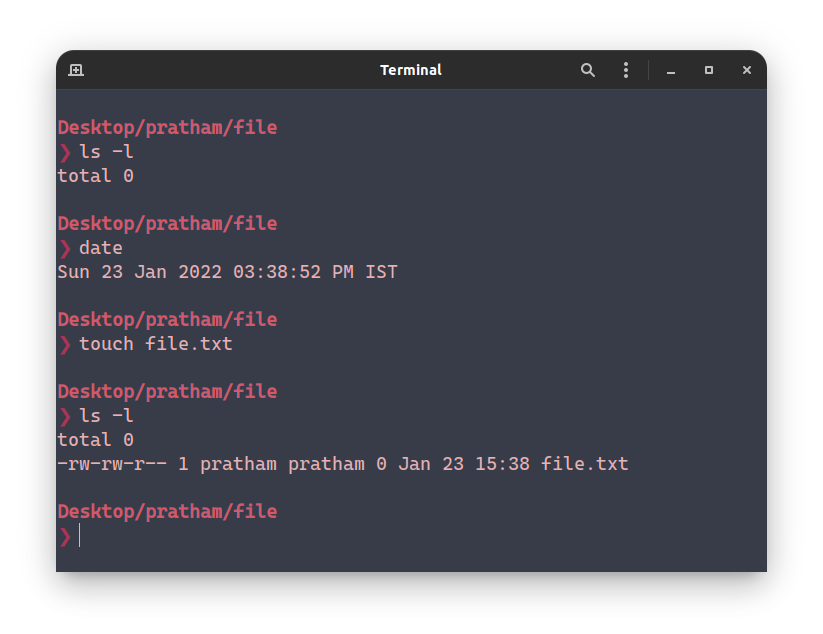 Terminal
Desktop/pratham/file
❯ ls -l
total 0
Desktop/pratham/file
❯ date
Sun 23 Jan 2022 03:38:52 PM IST
Desktop/pratham/file
❯ touch file.txt
Desktop/pratham/file
❯ ls -l
total 0
-rw-rw-r-- 1 pratham pratham 0 Jan 23 15:38 file.txt
Desktop/pratham/file
❯